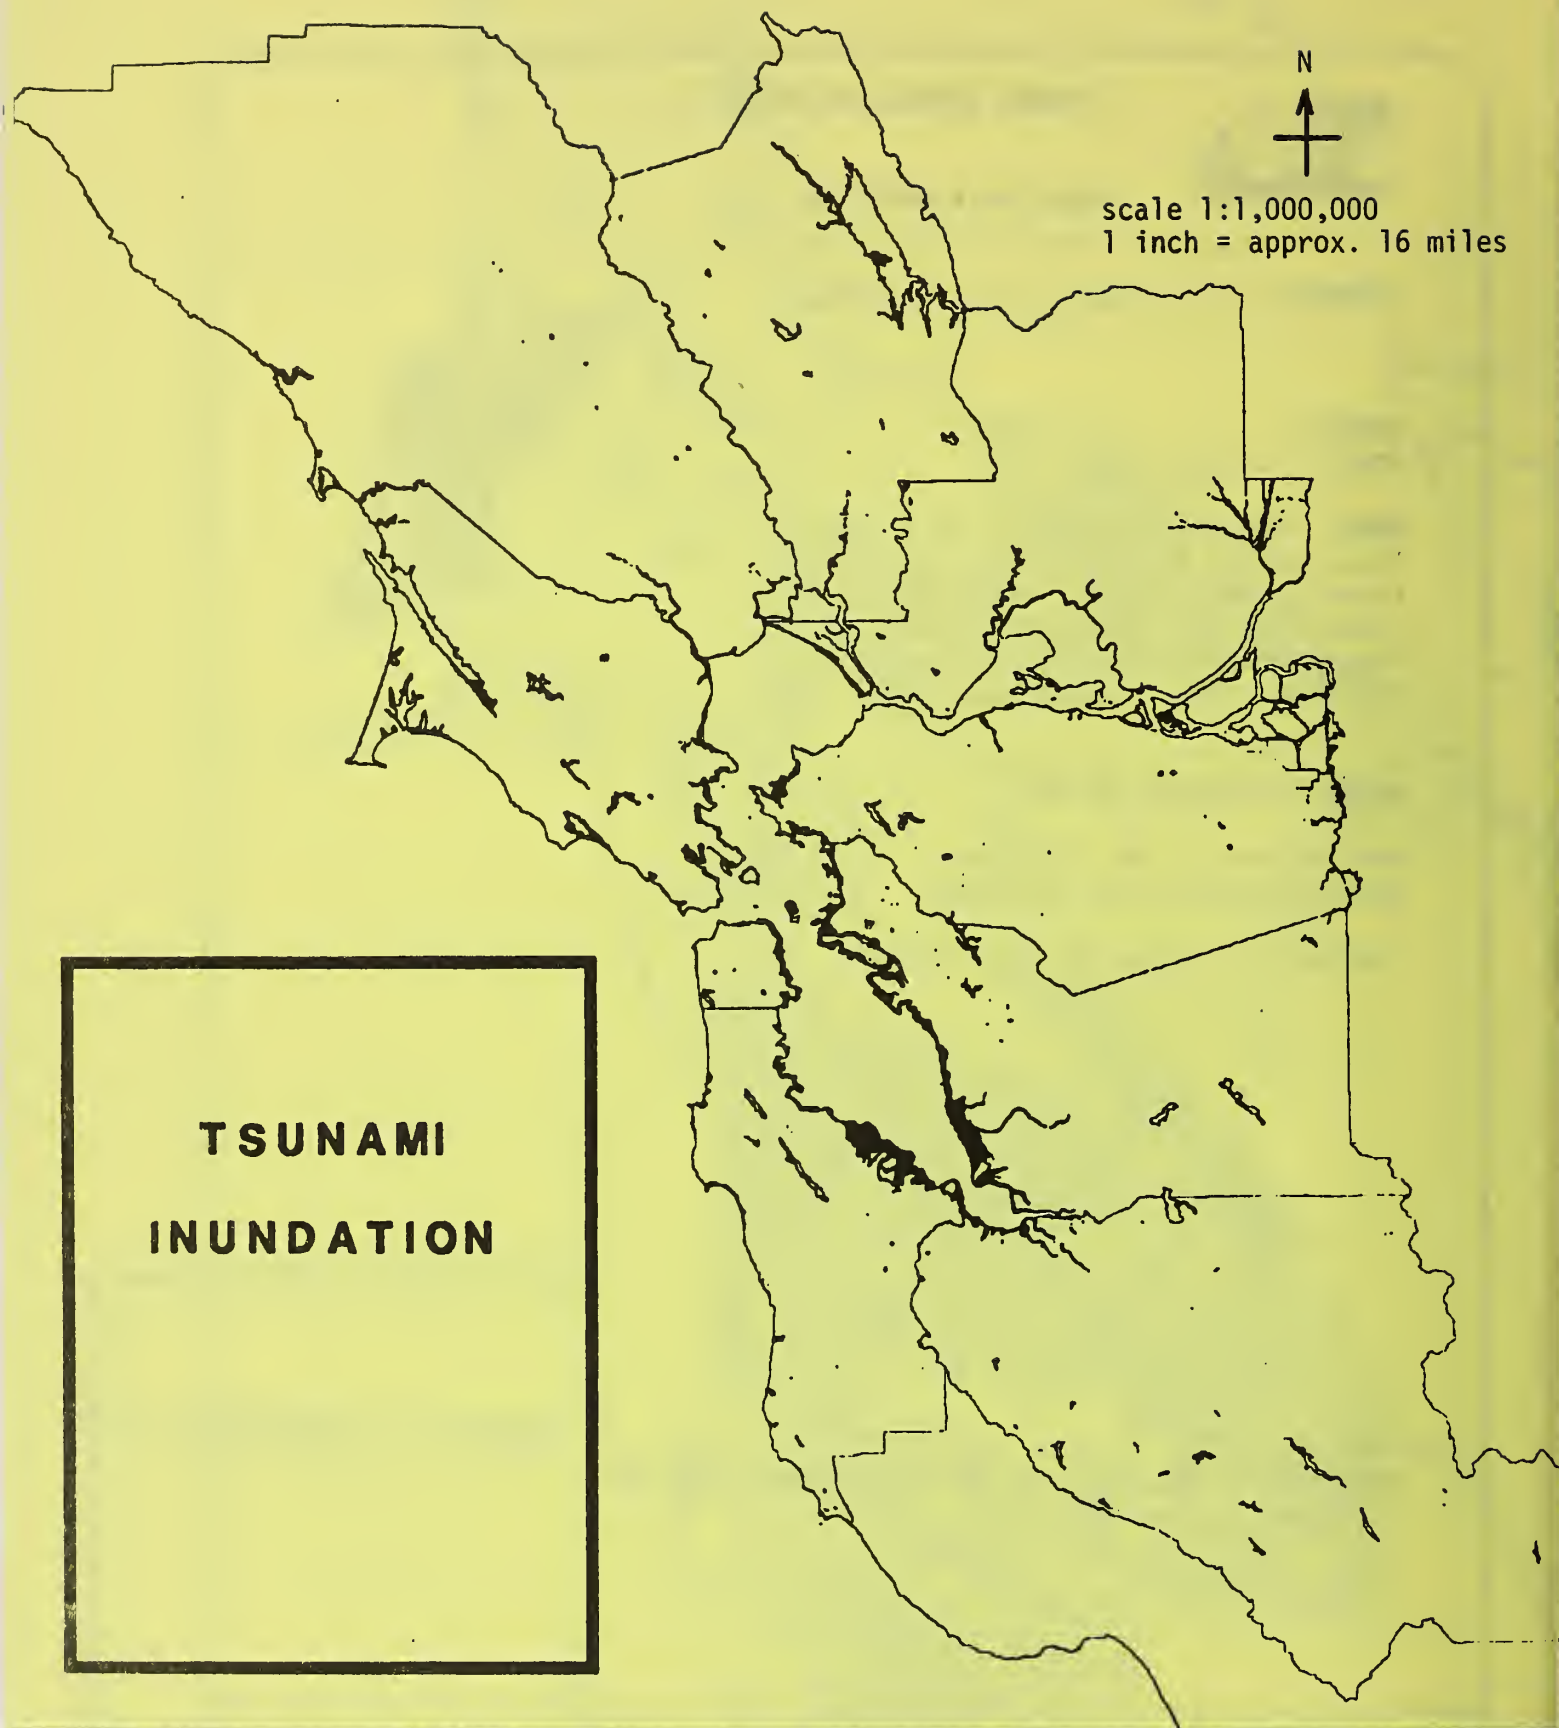 N
scale 1:1,000,000
1 inch = approx. 16 miles
TSUNAMI
INUNDATION